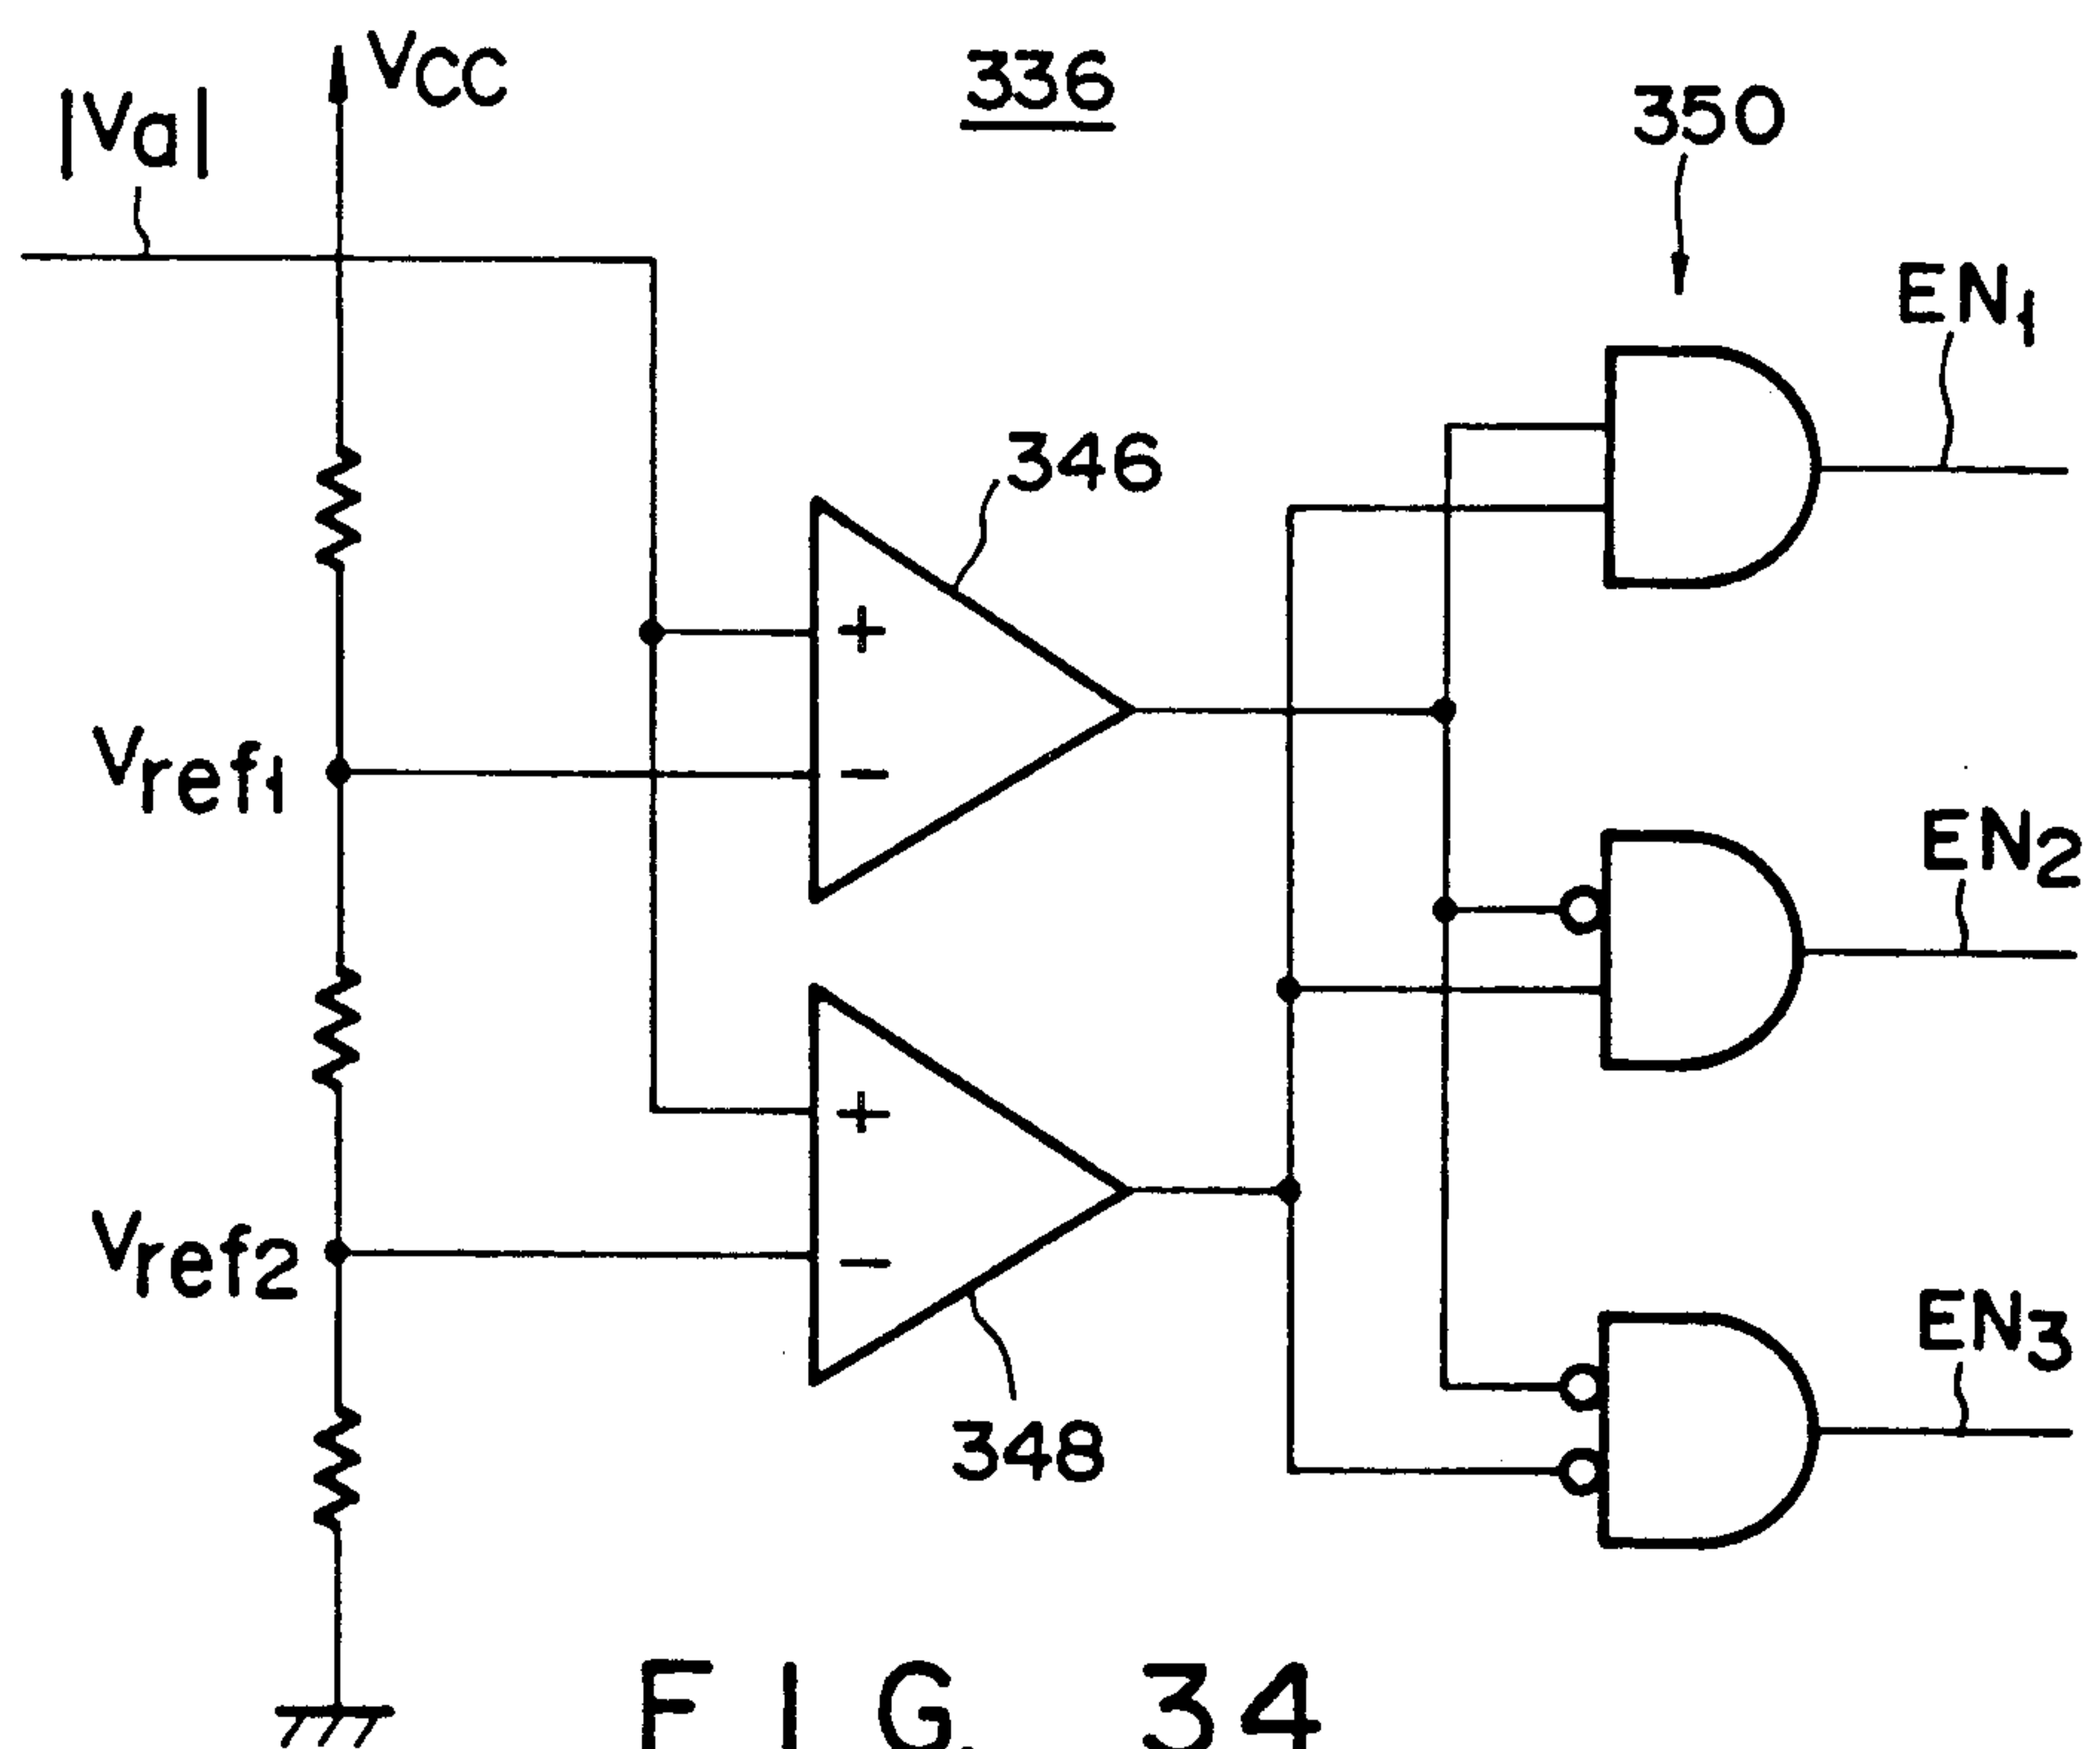 VCC
336
350
|Va|
EN1
346
+
Vref1
−
EN2
+
Vref2
−
EN3
348
FIG. 34